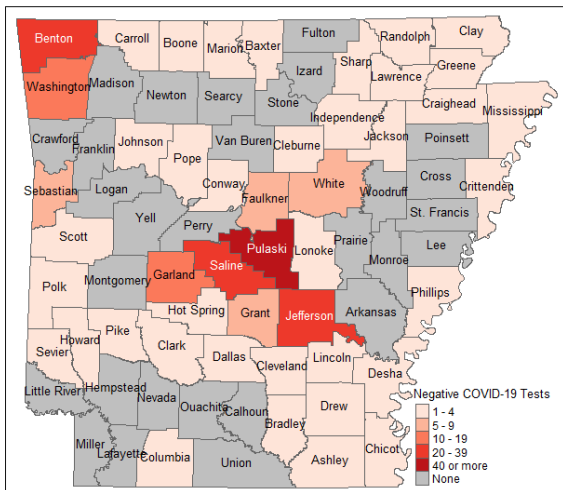 Benton
Carroll
Boone
Marion
Baxter
Fulton
Randolph
Clay
Sharp
Greene
Washington
Madison
Newton
Searcy
Stone
Izard
Lawrence
Craighead
Mississippi
Independence
Jackson
Crawford
Franklin
Johnson
Pope
Van Buren
Cleburne
Poinsett
Sebastian
Logan
Conway
Faulkner
White
Woodruff
Cross
Crittenden
Scott
Yell
Perry
Pulaski
Lonoke
Prairie
Monroe
St. Francis
Lee
Polk
Montgomery
Garland
Saline
Hot Spring
Grant
Jefferson
Arkansas
Phillips
Sevier
Howard
Pike
Clark
Dallas
Cleveland
Lincoln
Desha
Little River
Hempstead
Nevada
Ouachita
Calhoun
Bradley
Drew
Miller
Lafayette
Columbia
Union
Ashley
Chicot
Negative COVID-19 Tests
1 - 4
5 - 9
10 - 19
20 - 39
40 or more
None